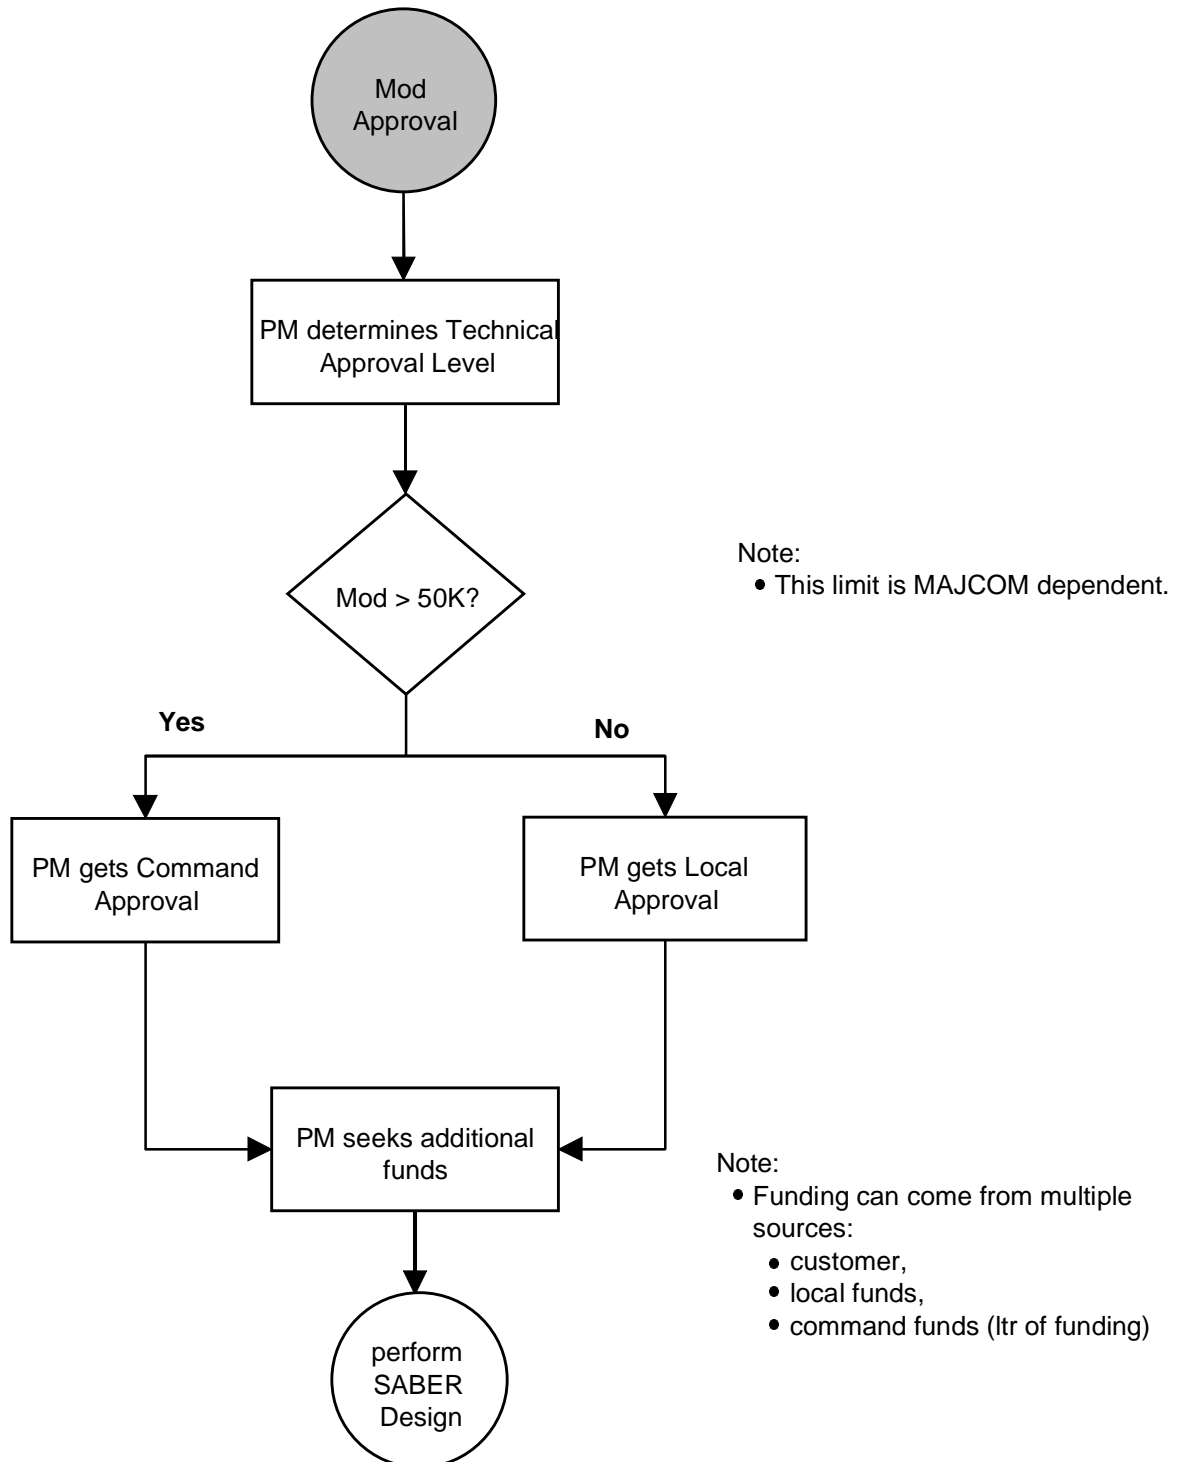 Mod
Approval
PM determines Technical
Approval Level
Mod > 50K?
Note:
• This limit is MAJCOM dependent.
Yes
No
PM gets Command
Approval
PM gets Local
Approval
PM seeks additional
funds
Note:
• Funding can come from multiple
sources:
• customer,
• local funds,
• command funds (ltr of funding)
perform
SABER
Design